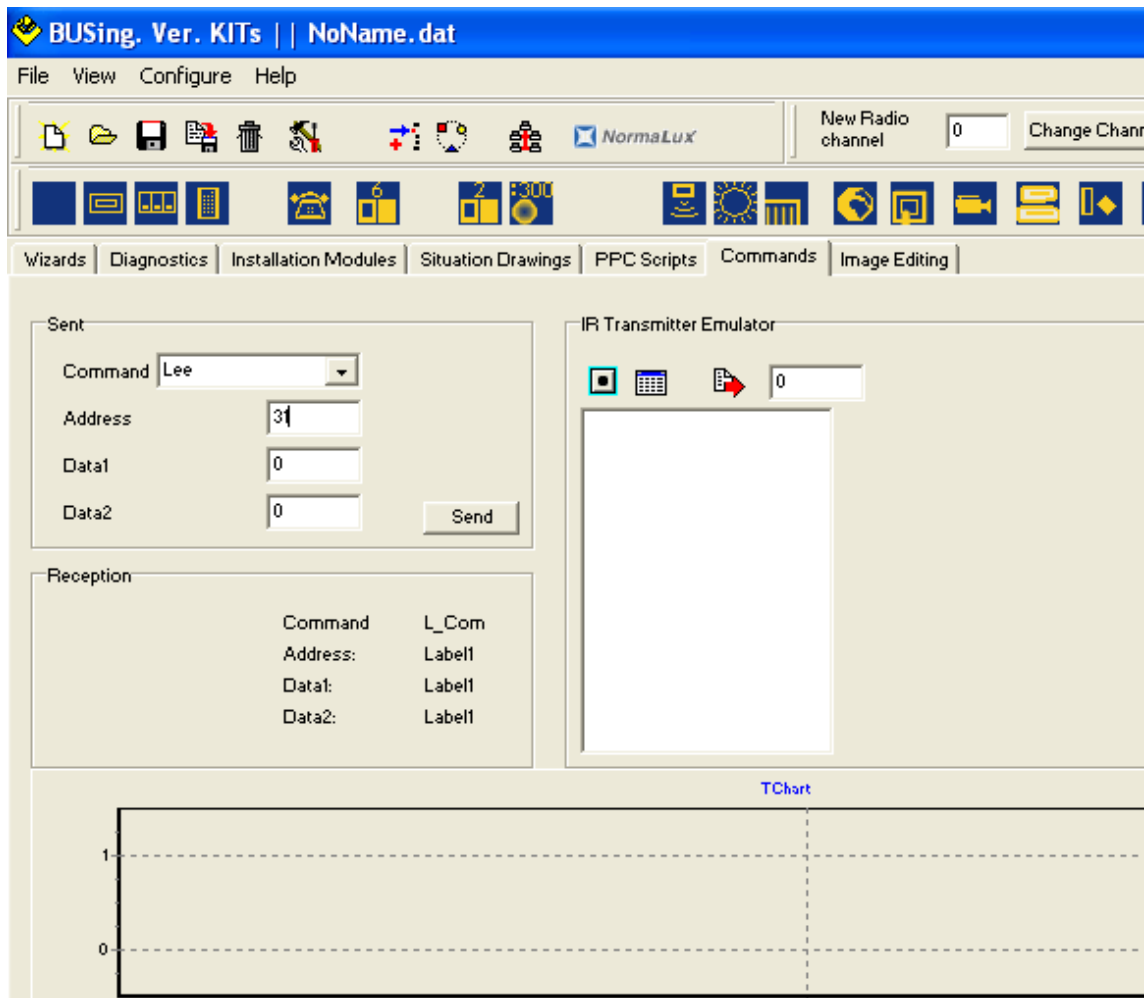 BUSing. Ver. KITs || NoName.dat
File View Configure Help
NormaLux
New Radio channel
0
Change Chann
6
2
:300
Wizards
Diagnostics
Installation Modules
Situation Drawings
PPC Scripts
Commands
Image Editing
Sent
Command Lee
Address 31
Data1 0
Data2 0
Send
IR Transmitter Emulator
0
Reception
Command L_Com
Address: Label1
Data1: Label1
Data2: Label1
TChart
1
0